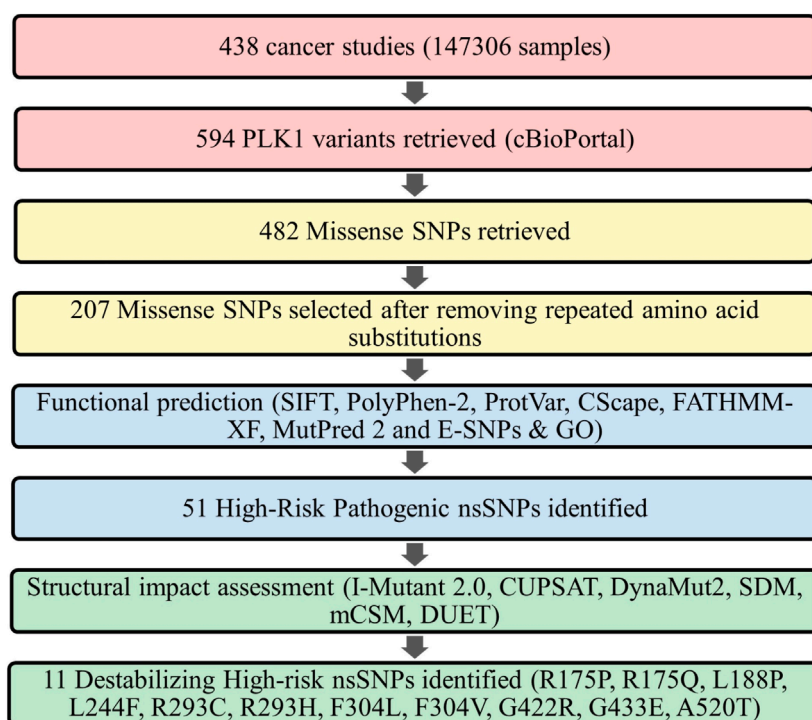 438 cancer studies (147306 samples)
594 PLK1 variants retrieved (cBioPortal)
482 Missense SNPs retrieved
207 Missense SNPs selected after removing repeated amino acid
substitutions
Functional prediction (SIFT, PolyPhen-2, ProtVar, CScape, FATHMM-
XF, MutPred 2 and E-SNPs & GO)
51 High-Risk Pathogenic nsSNPs identified
Structural impact assessment (I-Mutant 2.0, CUPSAT, DynaMut2, SDM,
mCSM, DUET)
11 Destabilizing High-risk nsSNPs identified (R175P, R175Q, L188P,
L244F, R293C, R293H, F304L, F304V, G422R, G433E, A520T)